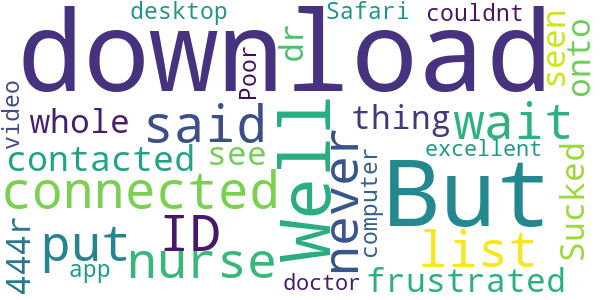 desktop
Safari
couldnt
download
dr
seen
onto
Poor
video
whole
said
Well
never
thing
wait
contacted
see
excellent
connected
computer
But
Sucked
444r
put
ID
nurse
list
app
doctor
frustrated